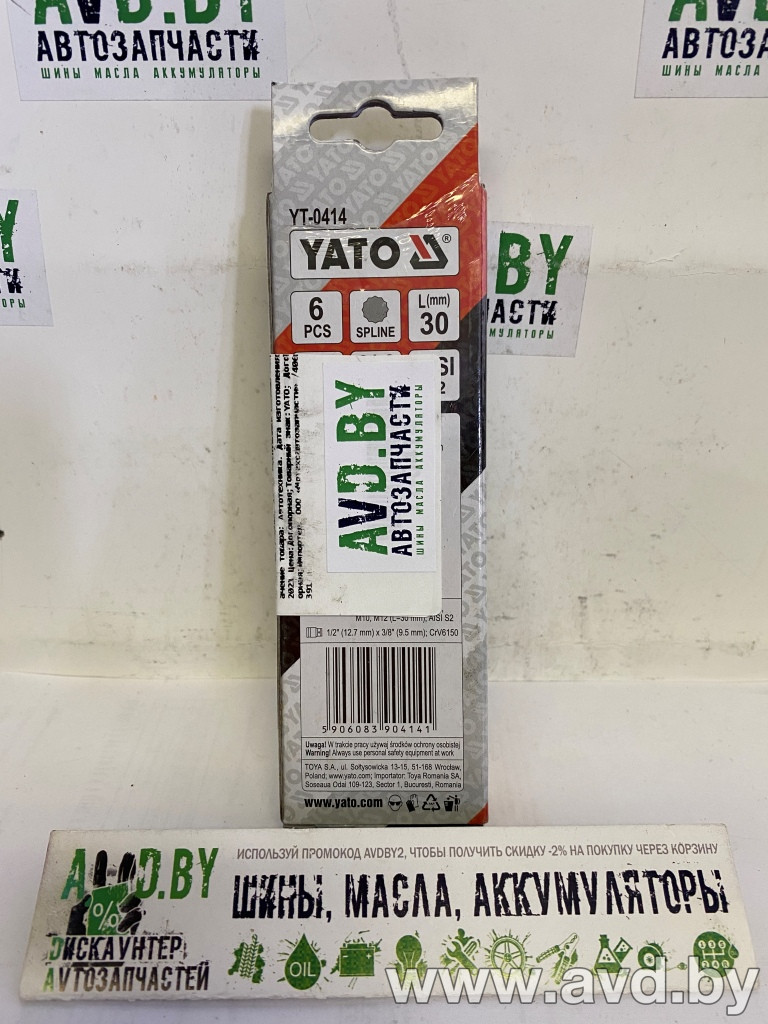 AVD.BY
АВТОЗАПЧАСТИ
ШИНЫ МАСЛА АККУМУЛЯТОРЫ
YATO
YT-0414
YATO®
6 PCS
SPLINE
L(mm) 30
AVD.BY
АВТОЗАПЧАСТИ
ШИНЫ МАСЛА АККУМУЛЯТОРЫ
M10, M12 (L=30 mm); AISI S2
1/2" (12.7 mm) x 3/8" (9.5 mm); CrV6150
5 906083 904141
Uwaga! W trakcie pracy używaj środków ochrony osobistej
Warning! Always use personal safety equipment at work
TOYA S.A., ul. Sołtysowicka 13-15, 51-168 Wrocław,
Poland; www.yato.com; Importator: Toya Romania SA,
Soseaua Odai 109-123, Sector 1, Bucuresti, Romania
www.yato.com
ИСПОЛЬЗУЙ ПРОМОКОД AVDBY2, ЧТОБЫ ПОЛУЧИТЬ СКИДКУ -2% НА ПОКУПКУ ЧЕРЕЗ КОРЗИНУ
AVD.BY
%
ШИНЫ, МАСЛА, АККУМУЛЯТОРЫ
DИСКАУНТЕР
АVТОЗАПЧАСТЕЙ
OIL
www.avd.by